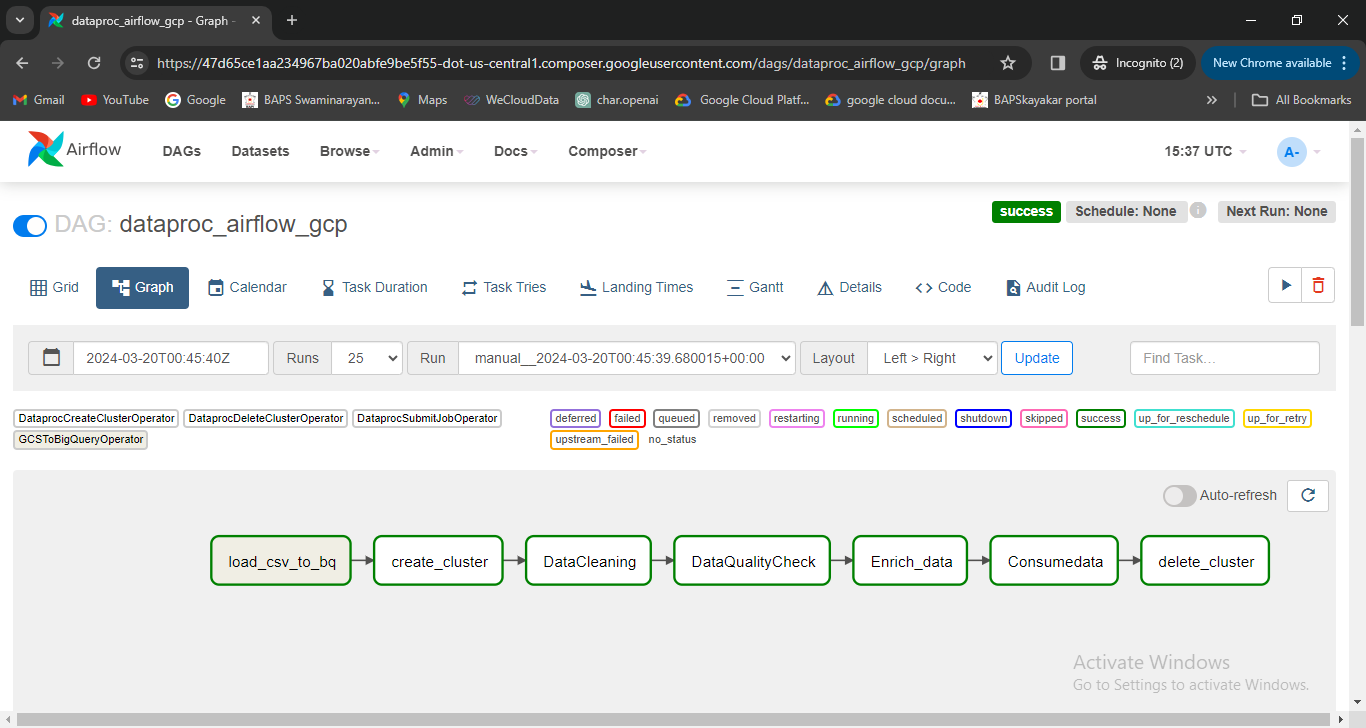 dataproc_airflow_gcp - Graph -
https://47d65ce1aa234967ba020abfe9be5f55-dot-us-central1.composer.googleusercontent.com/dags/dataproc_airflow_gcp/graph
Incognito (2)
New Chrome available
Gmail YouTube Google BAPS Swaminarayan... Maps WeCloudData char.openai Google Cloud Platf... google cloud docu... BAPSkayakar portal » All Bookmarks
Airflow DAGs Datasets Browse Admin Docs Composer 15:37 UTC A-
DAG: dataproc_airflow_gcp
success Schedule: None i Next Run: None
Grid Graph Calendar Task Duration Task Tries Landing Times Gantt Details Code Audit Log
2024-03-20T00:45:40Z Runs 25 Run manual__2024-03-20T00:45:39.680015+00:00 Layout Left > Right Update Find Task...
DataprocCreateClusterOperator DataprocDeleteClusterOperator DataprocSubmitJobOperator
GCSToBigQueryOperator
deferred failed queued removed restarting running scheduled shutdown skipped success up_for_reschedule up_for_retry
upstream_failed no_status
Auto-refresh
load_csv_to_bq create_cluster DataCleaning DataQualityCheck Enrich_data Consumedata delete_cluster
Activate Windows
Go to Settings to activate Windows.